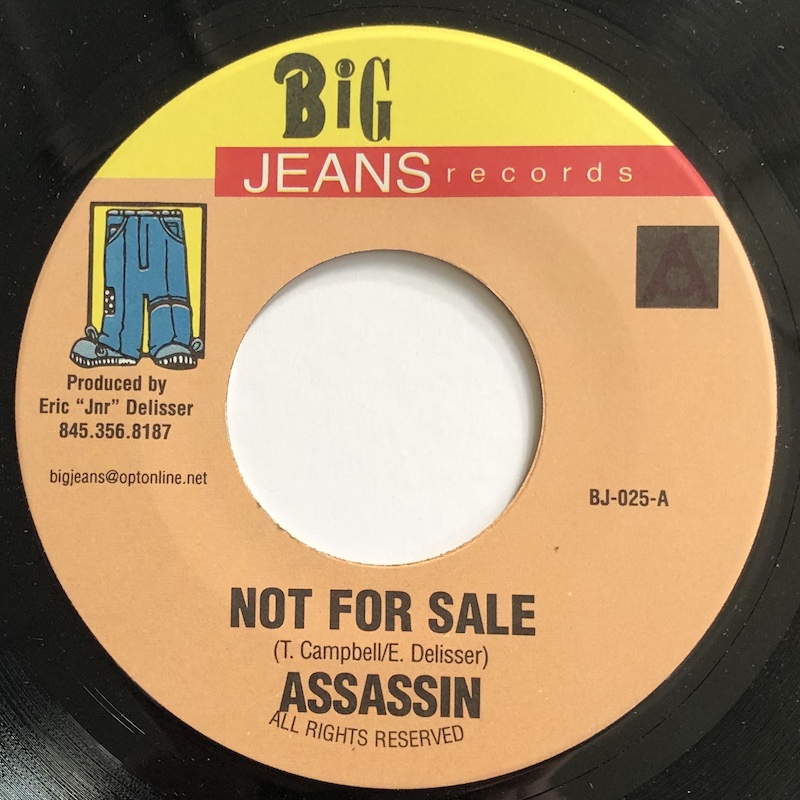 BiG
JEANS records
A
Produced by
Eric “Jnr” Delisser
845.356.8187
bigjeans@optonline.net
BJ-025-A
NOT FOR SALE
(T. Campbell/E. Delisser)
ASSASSIN
ALL RIGHTS RESERVED